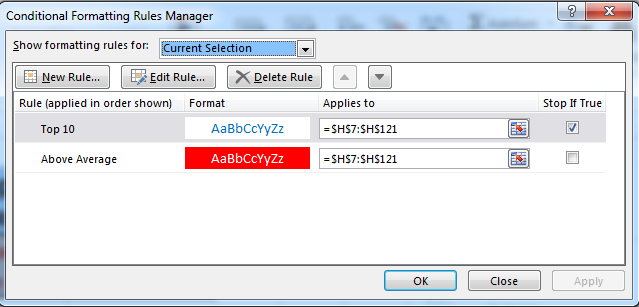 Conditional Formatting Rules Manager
Show formatting rules for: Current Selection
New Rule... Edit Rule... Delete Rule
Rule (applied in order shown) Format Applies to Stop If True
Top 10 AaBbCcYyZz =$H$7:$H$121
Above Average AaBbCcYyZz =$H$7:$H$121
OK Close Apply